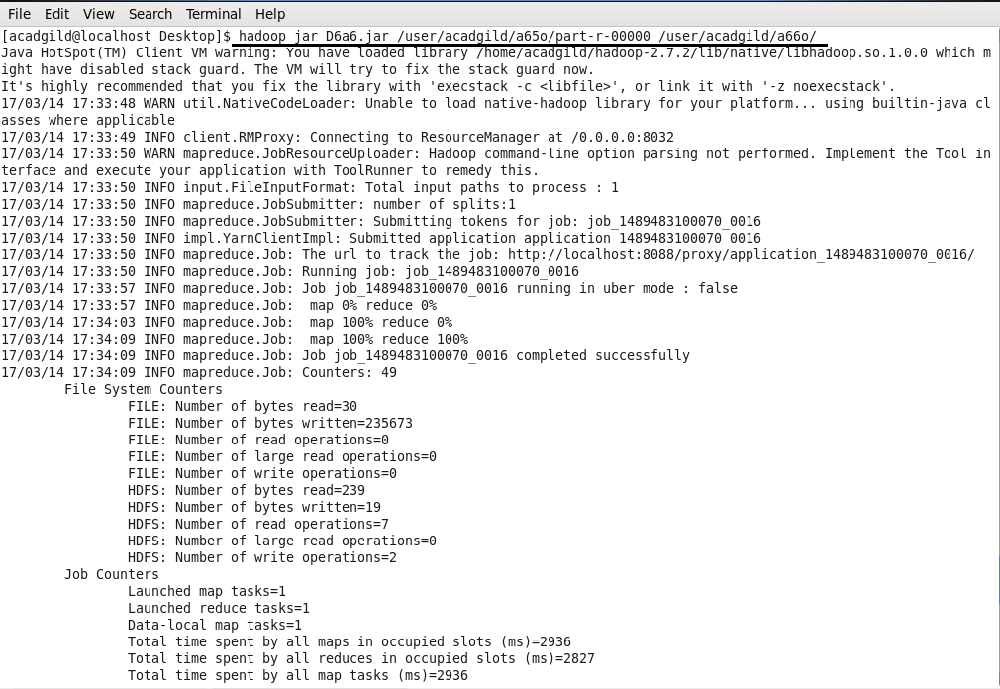 File Edit View Search Terminal Help
[acadgild@localhost Desktop]$ hadoop jar D6a6.jar /user/acadgild/a65o/part-r-00000 /user/acadgild/a66o/
Java HotSpot(TM) Client VM warning: You have loaded library /home/acadgild/hadoop-2.7.2/lib/native/libhadoop.so.1.0.0 which m
ight have disabled stack guard. The VM will try to fix the stack guard now.
It's highly recommended that you fix the library with 'execstack -c <libfile>', or link it with '-z noexecstack'.
17/03/14 17:33:48 WARN util.NativeCodeLoader: Unable to load native-hadoop library for your platform... using builtin-java cl
asses where applicable
17/03/14 17:33:49 INFO client.RMProxy: Connecting to ResourceManager at /0.0.0.0:8032
17/03/14 17:33:50 WARN mapreduce.JobResourceUploader: Hadoop command-line option parsing not performed. Implement the Tool in
terface and execute your application with ToolRunner to remedy this.
17/03/14 17:33:50 INFO input.FileInputFormat: Total input paths to process : 1
17/03/14 17:33:50 INFO mapreduce.JobSubmitter: number of splits:1
17/03/14 17:33:50 INFO mapreduce.JobSubmitter: Submitting tokens for job: job_1489483100070_0016
17/03/14 17:33:50 INFO impl.YarnClientImpl: Submitted application application_1489483100070_0016
17/03/14 17:33:50 INFO mapreduce.Job: The url to track the job: http://localhost:8088/proxy/application_1489483100070_0016/
17/03/14 17:33:50 INFO mapreduce.Job: Running job: job_1489483100070_0016
17/03/14 17:33:57 INFO mapreduce.Job: Job job_1489483100070_0016 running in uber mode : false
17/03/14 17:33:57 INFO mapreduce.Job:  map 0% reduce 0%
17/03/14 17:34:03 INFO mapreduce.Job:  map 100% reduce 0%
17/03/14 17:34:09 INFO mapreduce.Job:  map 100% reduce 100%
17/03/14 17:34:09 INFO mapreduce.Job: Job job_1489483100070_0016 completed successfully
17/03/14 17:34:09 INFO mapreduce.Job: Counters: 49
File System Counters
FILE: Number of bytes read=30
FILE: Number of bytes written=235673
FILE: Number of read operations=0
FILE: Number of large read operations=0
FILE: Number of write operations=0
HDFS: Number of bytes read=239
HDFS: Number of bytes written=19
HDFS: Number of read operations=7
HDFS: Number of large read operations=0
HDFS: Number of write operations=2
Job Counters
Launched map tasks=1
Launched reduce tasks=1
Data-local map tasks=1
Total time spent by all maps in occupied slots (ms)=2936
Total time spent by all reduces in occupied slots (ms)=2827
Total time spent by all map tasks (ms)=2936